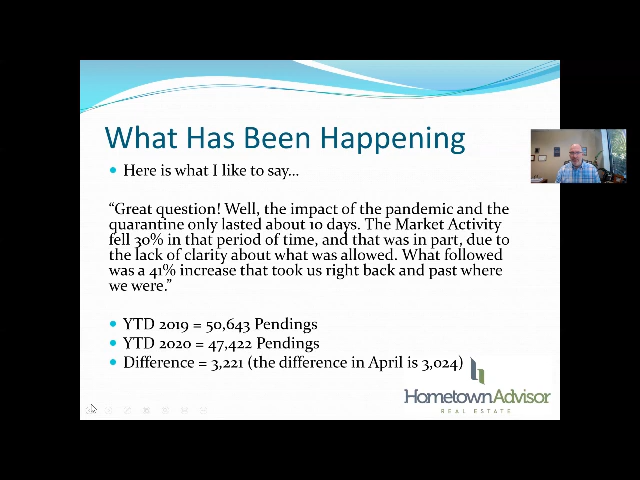 What Has Been Happening
Here is what I like to say...
“Great question! Well, the impact of the pandemic and the
quarantine only lasted about 10 days. The Market Activity
fell 30% in that period of time, and that was in part, due to
the lack of clarity about what was allowed. What followed
was a 41% increase that took us right back and past where
we were.”
YTD 2019 = 50,643 Pendings
YTD 2020 = 47,422 Pendings
Difference = 3,221 (the difference in April is 3,024)
HometownAdvisor
REAL ESTATE